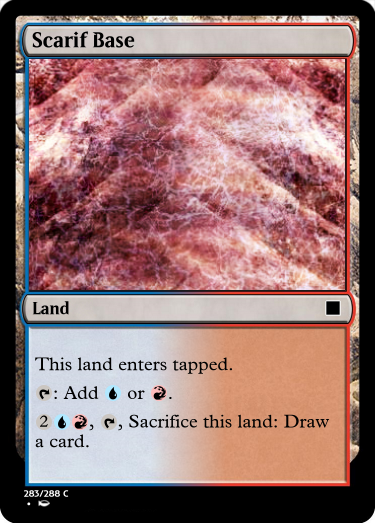 Scarif Base
Land
This land enters tapped.
: Add or .
2 , , Sacrifice this land: Draw
a card.
283/288 C